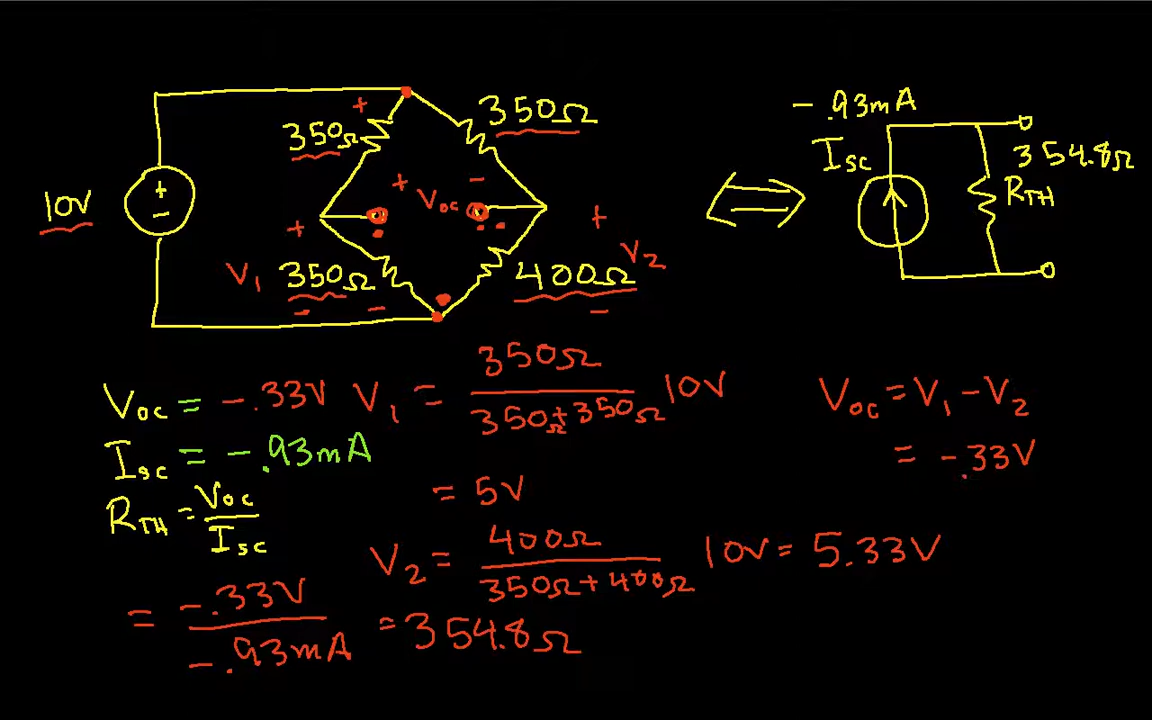 -.93mA
350Ω
350Ω
+
ISC
354.8Ω
10V
+
-
+
VOC
-
RTH
+
+
V1
350Ω
400Ω
V2
-
-
-
VOC = -.33V
V1 = 350Ω / 350Ω + 350Ω 10V
VOC = V1 - V2
ISC = -.93mA
= -.33V
= 5V
RTH = VOC / ISC
V2 = 400Ω / 350Ω + 400Ω 10V = 5.33V
= -.33V / -.93mA = 354.8Ω